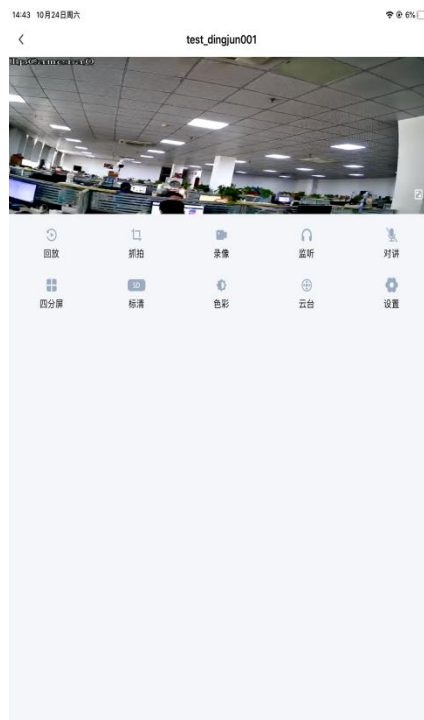 14:43 10月24日周六
6%
test_dingjun001
回放
抓拍
录像
监听
对讲
四分屏
SD
标清
色彩
云台
设置